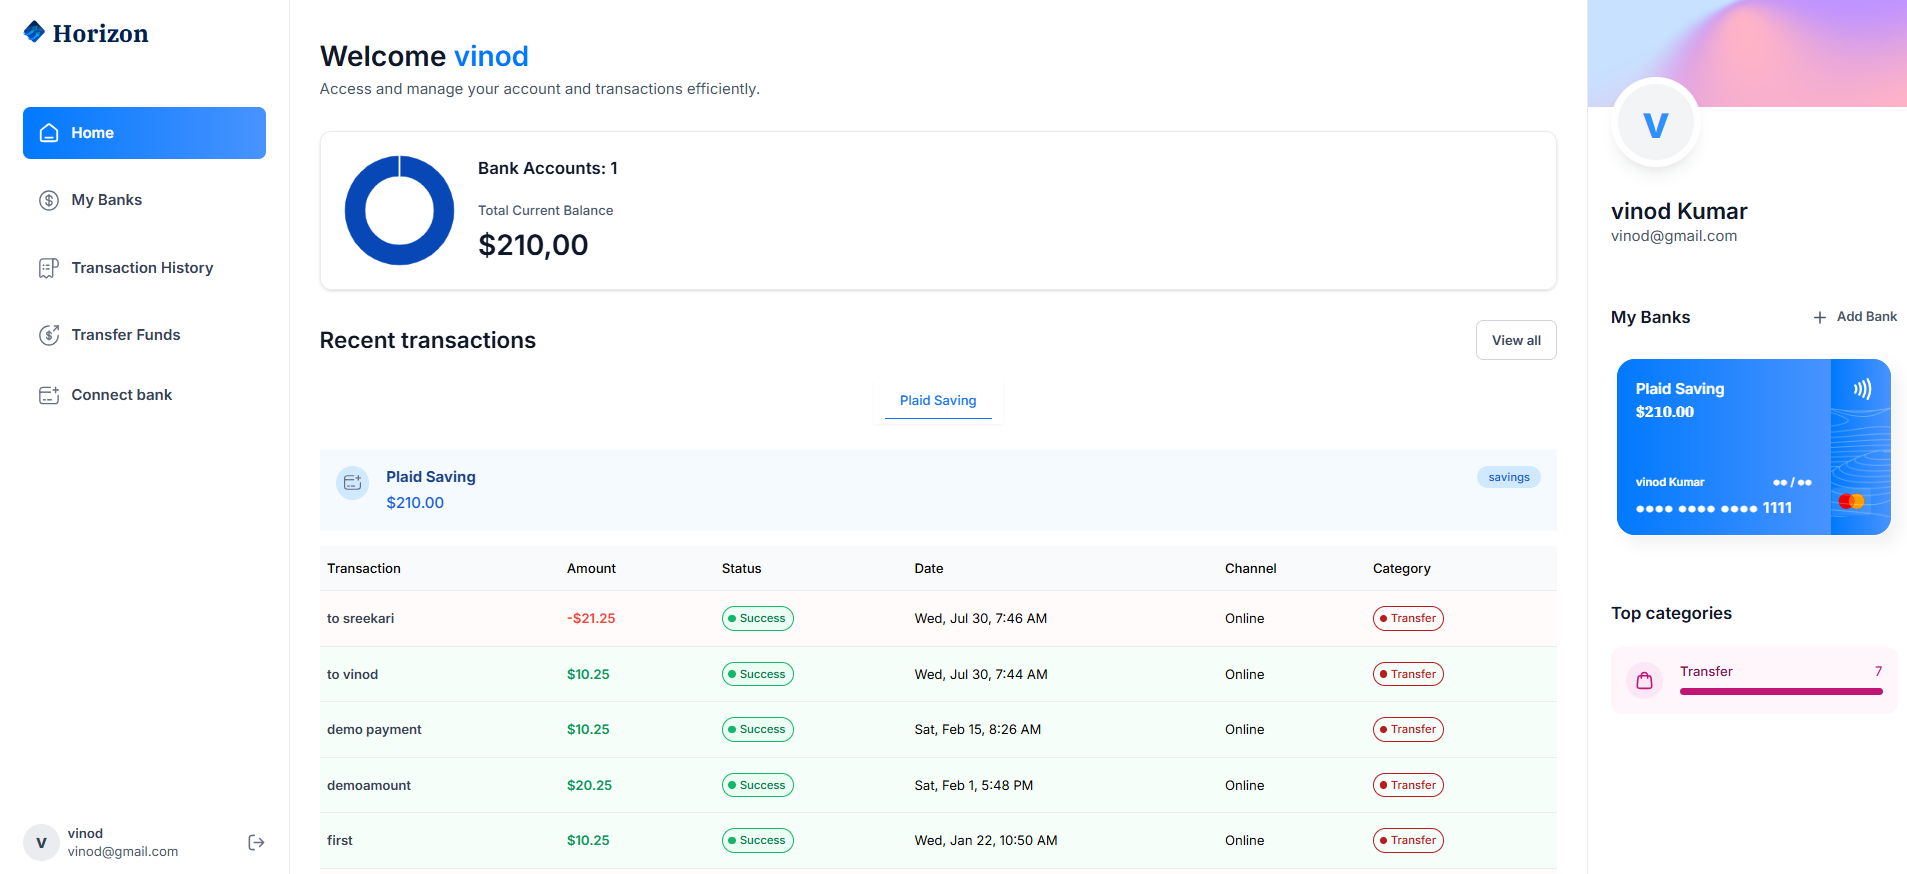 Horizon
Home
My Banks
Transaction History
Transfer Funds
Connect bank
V
vinod
vinod@gmail.com
Welcome vinod
Access and manage your account and transactions efficiently.
Bank Accounts: 1
Total Current Balance
$210,00
Recent transactions
View all
Plaid Saving
Plaid Saving
$210.00
savings
Transaction Amount Status Date Channel Category
to sreekari -$21.25 Success Wed, Jul 30, 7:46 AM Online Transfer
to vinod $10.25 Success Wed, Jul 30, 7:44 AM Online Transfer
demo payment $10.25 Success Sat, Feb 15, 8:26 AM Online Transfer
demoamount $20.25 Success Sat, Feb 1, 5:48 PM Online Transfer
first $10.25 Success Wed, Jan 22, 10:50 AM Online Transfer
v
vinod Kumar
vinod@gmail.com
My Banks
+ Add Bank
Plaid Saving
$210.00
vinod Kumar ●● / ●●
●●●● ●●●● ●●●● 1111
Top categories
Transfer 7